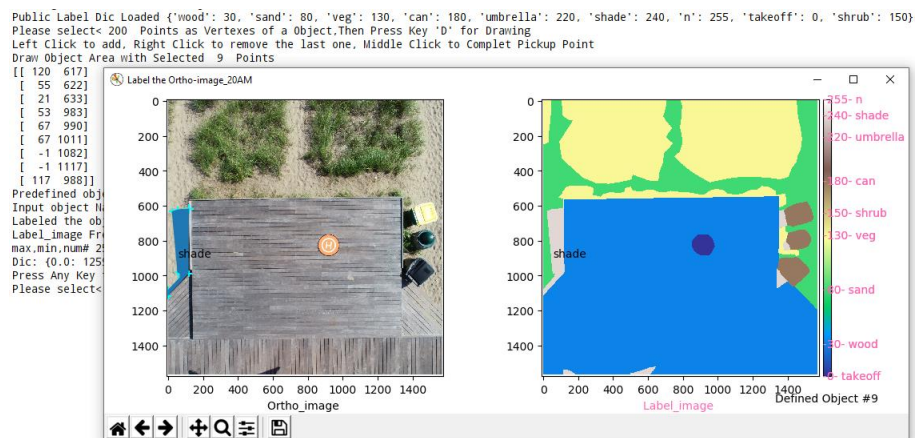 Public Label Dic Loaded {'wood': 30, 'sand': 80, 'veg': 130, 'can': 180, 'umbrella': 220, 'shade': 240, 'n': 255, 'takeoff': 0, 'shrub': 150}
Please select< 200  Points as Vertexes of a Object,Then Press Key 'D' for Drawing
Left Click to add, Right Click to remove the last one, Middle Click to Complet Pickup Point
Draw Object Area with Selected  9  Points
[[ 120  617]
[  55  622]
[  21  633]
[  53  983]
[  67  990]
[  67 1011]
[  -1 1082]
[  -1 1117]
[ 117  988]]
Predefined obj
Input object Na
Labeled the ob
Label_image Fr
max,min,num# 25
Dic: {0.0: 125
Press Any Key
Please select<
Label the Ortho-image_20AM
0
200
400
600
800
1000
1200
1400
0 200 400 600 800 1000 1200 1400
Ortho_image
shade
H
0
200
400
600
800
1000
1200
1400
0 200 400 600 800 1000 1200 1400
Label_image
shade
255- n
240- shade
220- umbrella
180- can
150- shrub
130- veg
80- sand
30- wood
0- takeoff
Defined Object #9